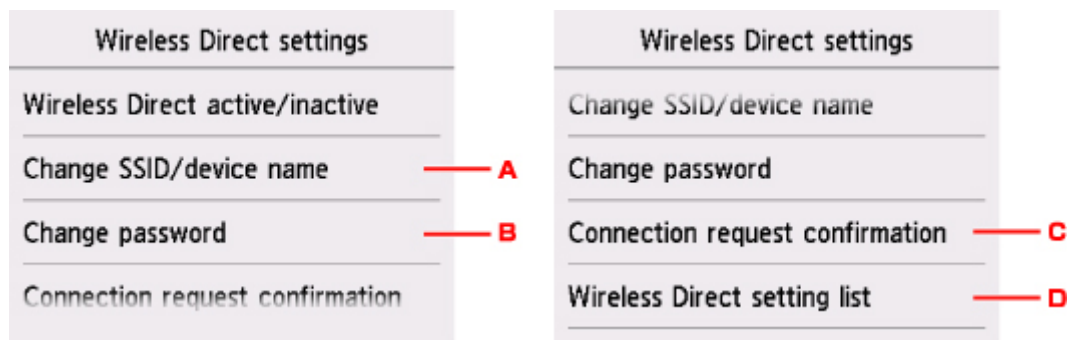 Wireless Direct settings
Wireless Direct active/inactive
Change SSID/device name
A
Change password
B
Connection request confirmation
Wireless Direct settings
Change SSID/device name
Change password
Connection request confirmation
C
Wireless Direct setting list
D